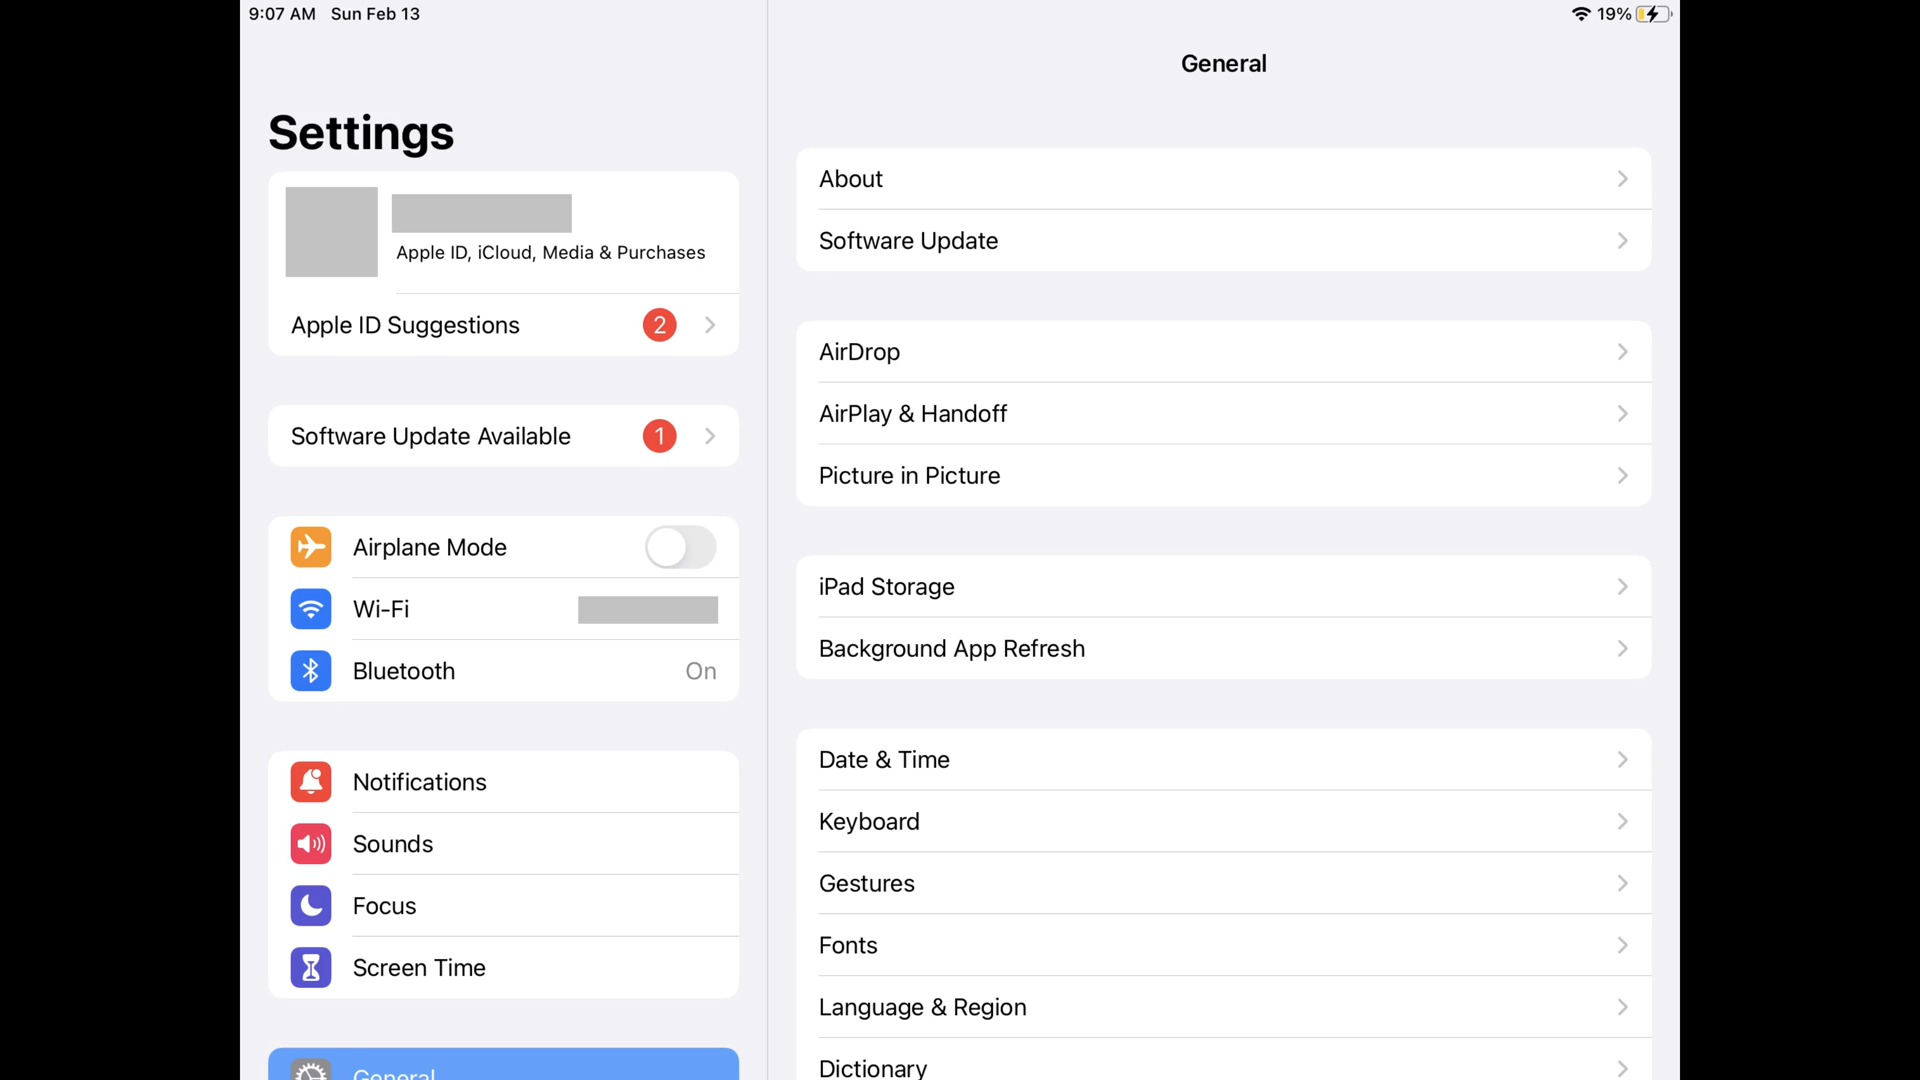 9:07 AM Sun Feb 13
19%
Settings
Apple ID, iCloud, Media & Purchases
Apple ID Suggestions 2
Software Update Available 1
Airplane Mode
Wi-Fi
Bluetooth On
Notifications
Sounds
Focus
Screen Time
General
General
About
Software Update
AirDrop
AirPlay & Handoff
Picture in Picture
iPad Storage
Background App Refresh
Date & Time
Keyboard
Gestures
Fonts
Language & Region
Dictionary